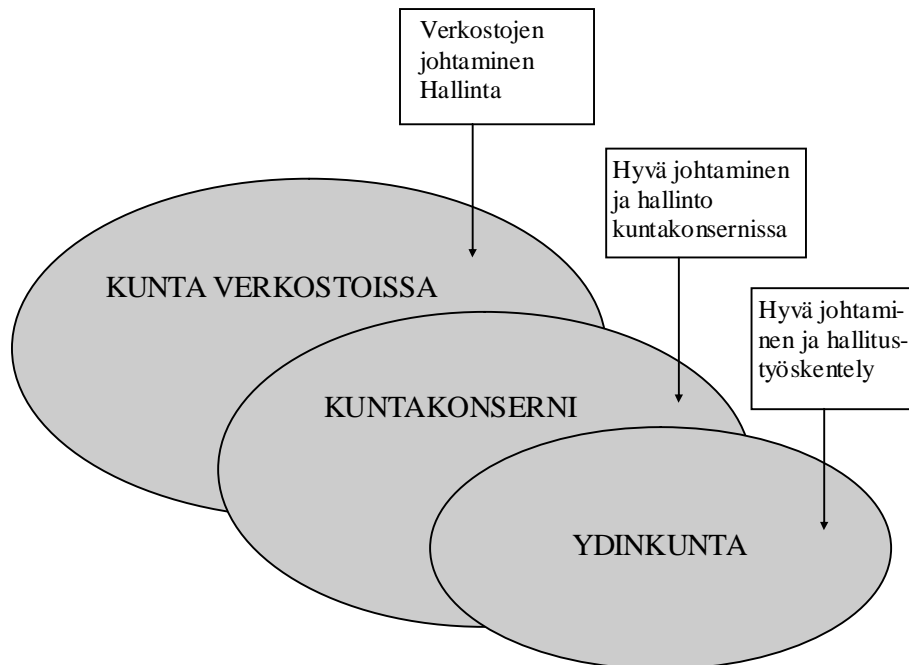 Verkostojen
johtaminen
Hallinta
Hyvä johtaminen
ja hallinto
kuntakonsernissa
KUNTA VERKOSTOISSA
Hyvä johtami-
nen ja hallitus-
työskentely
KUNTAKONSERNI
YDINKUNTA